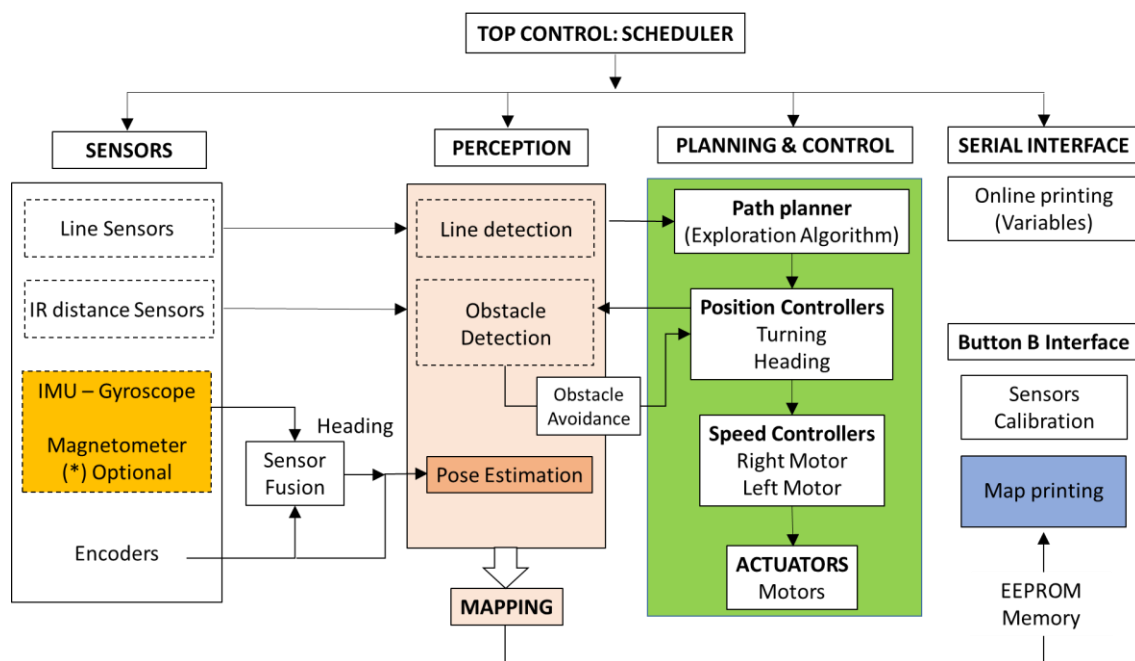 TOP CONTROL: SCHEDULER
SENSORS
PERCEPTION
PLANNING & CONTROL
SERIAL INTERFACE
Line Sensors
IR distance Sensors
IMU – Gyroscope
Magnetometer
(*) Optional
Encoders
Heading
Sensor
Fusion
Line detection
Obstacle
Detection
Obstacle
Avoidance
Pose Estimation
MAPPING
Path planner
(Exploration Algorithm)
Position Controllers
Turning
Heading
Speed Controllers
Right Motor
Left Motor
ACTUATORS
Motors
Online printing
(Variables)
Button B Interface
Sensors
Calibration
Map printing
EEPROM
Memory